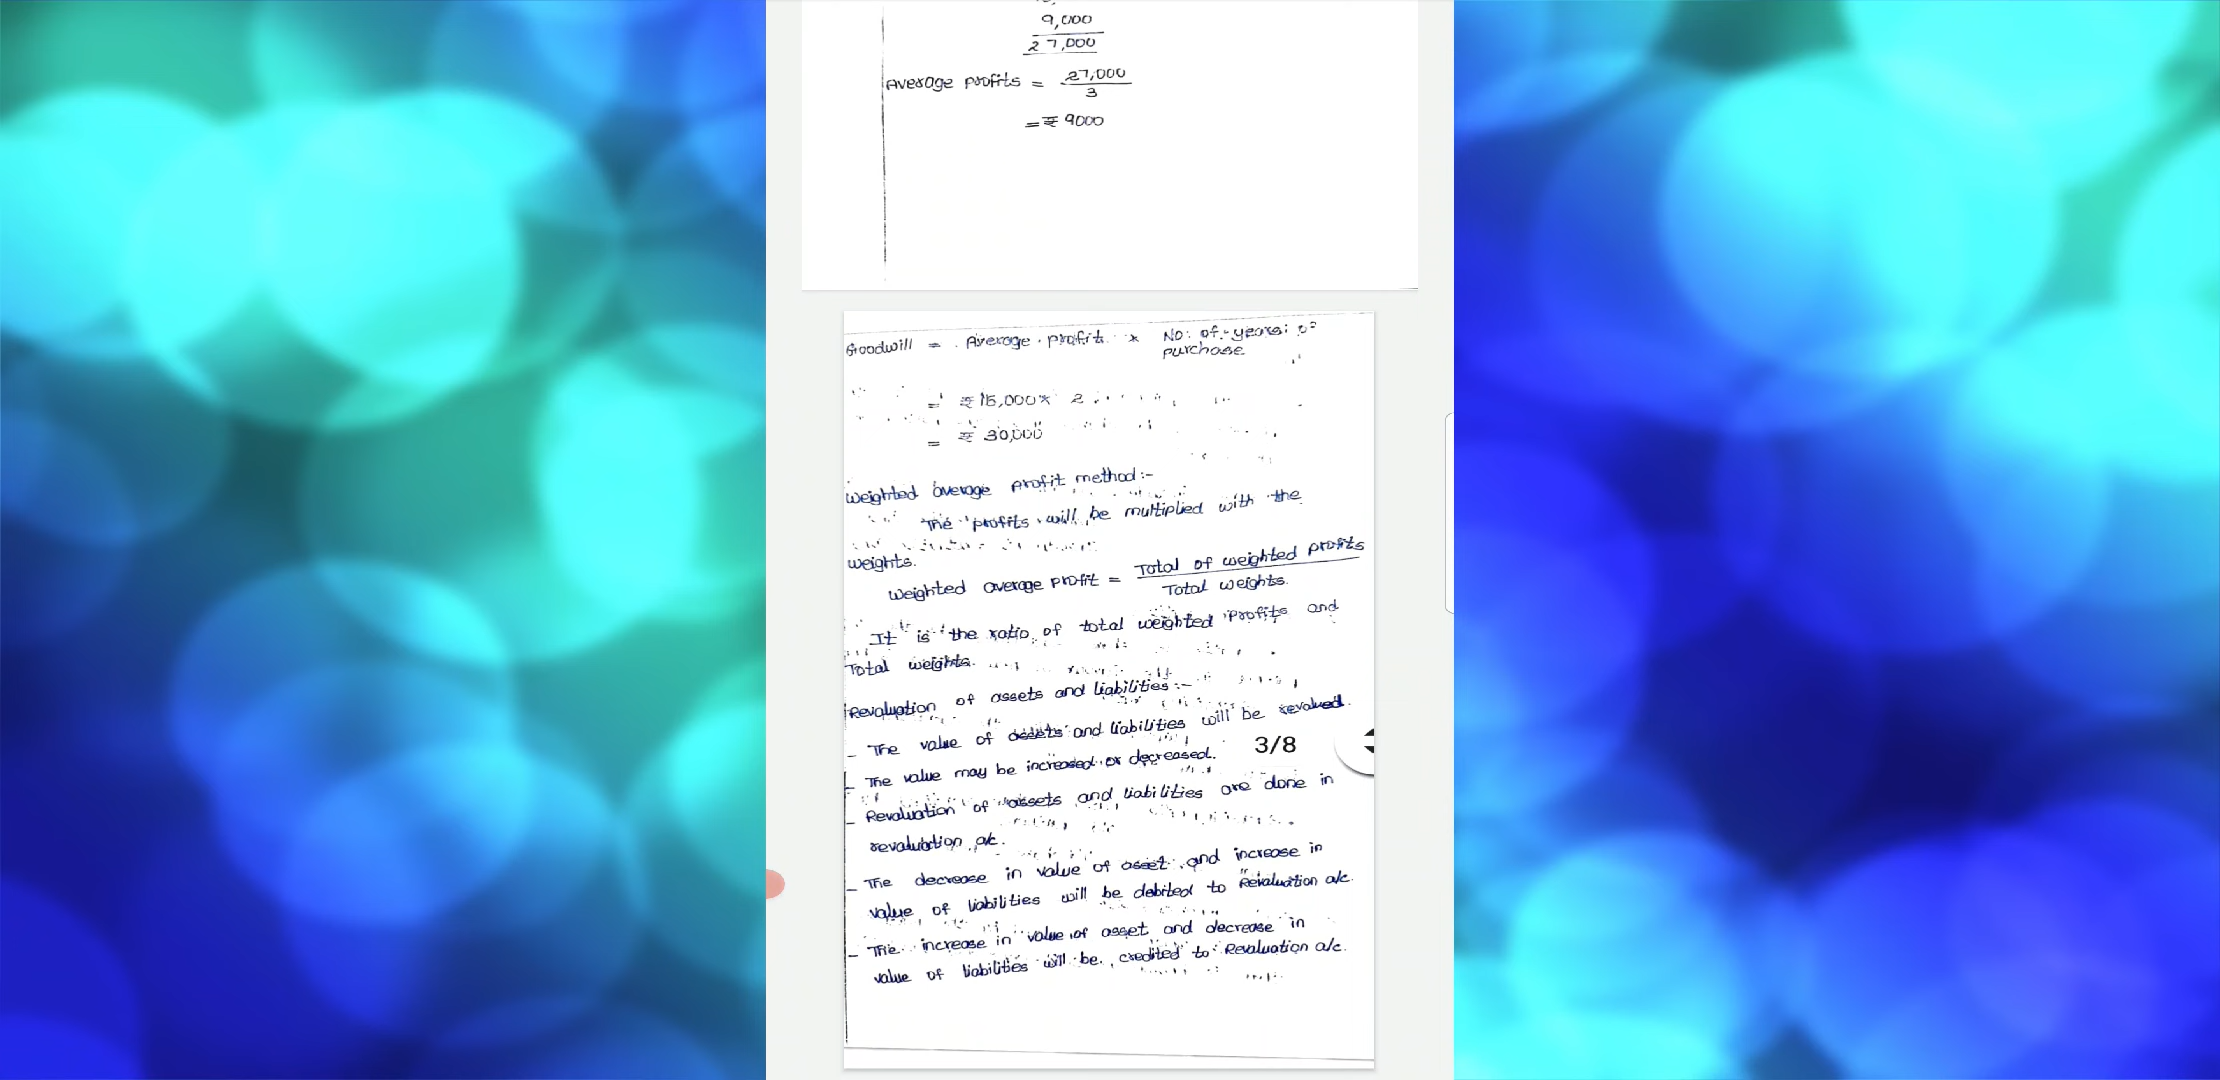 9,000
27,000
Average profits = 27,000
3
= ₹ 9000
Goodwill = Average profit × No: of years of
purchase
= ₹ 15,000 × 2
= ₹ 30,000
Weighted average profit method:-
The profits will be multiplied with the
weights.
Weighted average profit = Total of weighted profits
Total weights.
It is the ratio of total weighted profits and
Total weights.
Revaluation of assets and liabilities :-
- The value of assets and liabilities will be revalued.
3/8
- The value may be increased or decreased.
- Revaluation of assets and liabilities are done in
revaluation a/c.
- The decrease in value of asset and increase in
value of liabilities will be debited to Revaluation a/c.
- The increase in value of asset and decrease in
value of liabilities will be credited to Revaluation a/c.